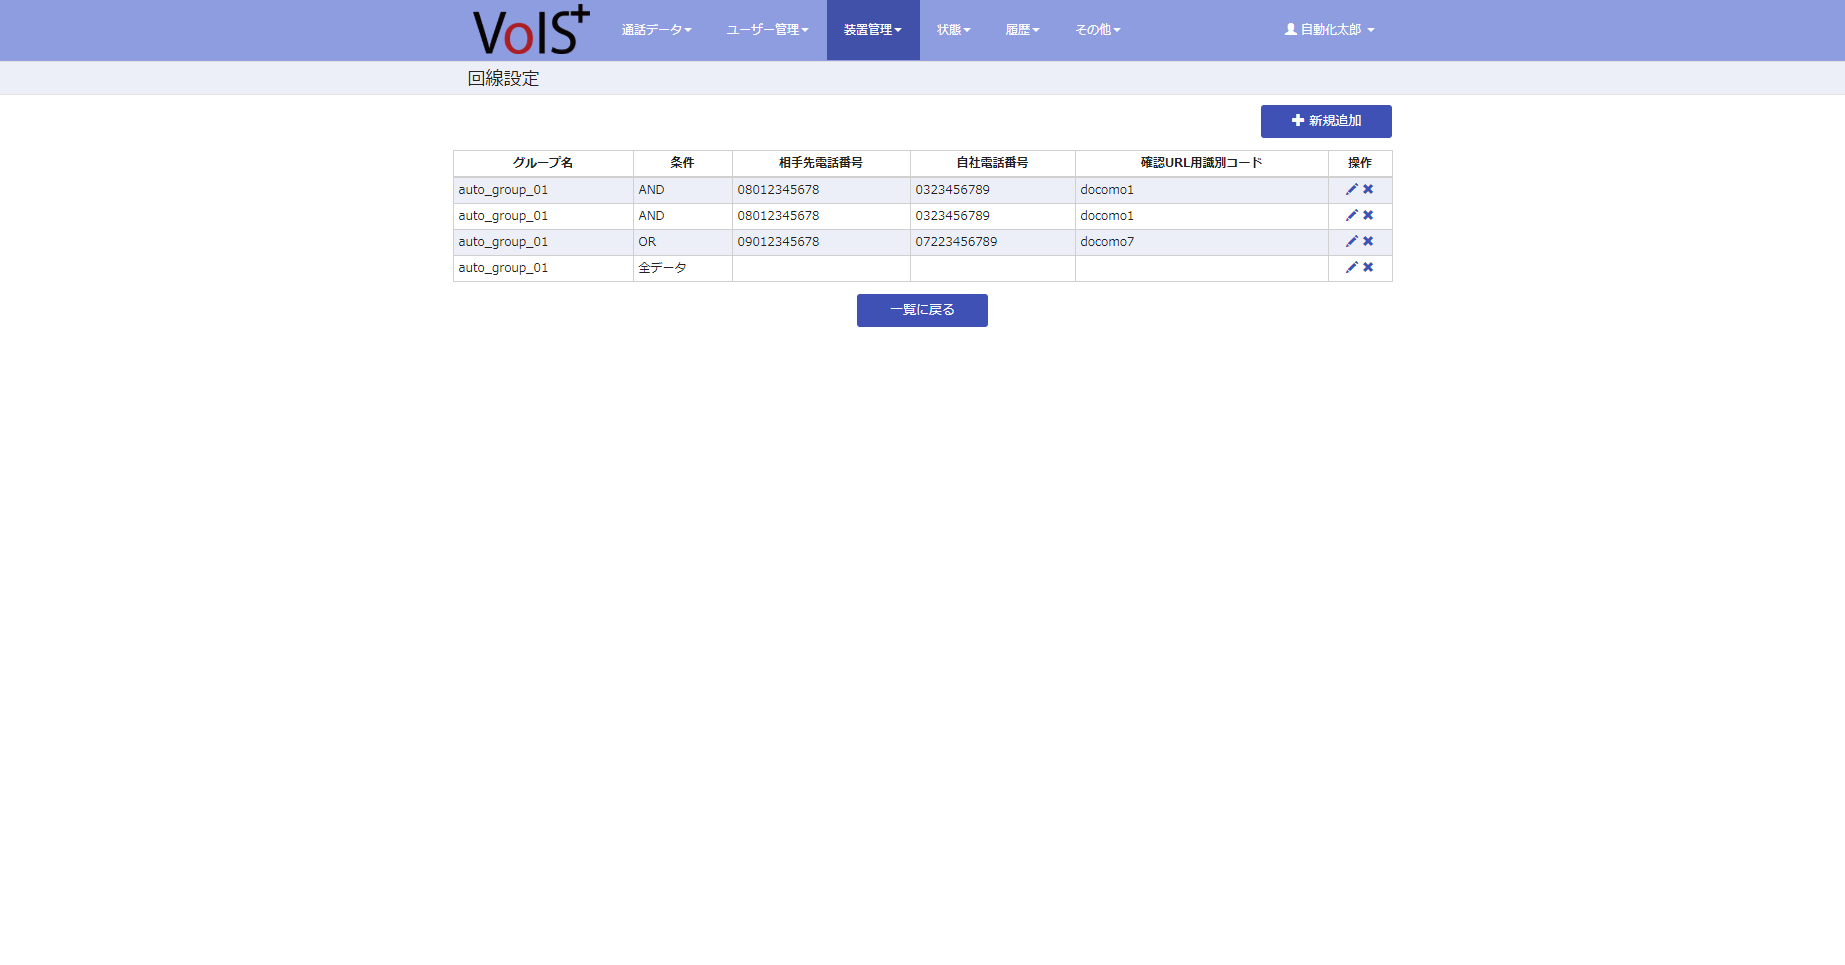 VoIS+ 通話データ ユーザー管理 装置管理 状態 履歴 その他 自動化太郎
回線設定
新規追加
グループ名 条件 相手先電話番号 自社電話番号 確認URL用識別コード 操作
auto_group_01 AND 08012345678 0323456789 docomo1
auto_group_01 AND 08012345678 0323456789 docomo1
auto_group_01 OR 09012345678 07223456789 docomo7
auto_group_01 全データ
一覧に戻る